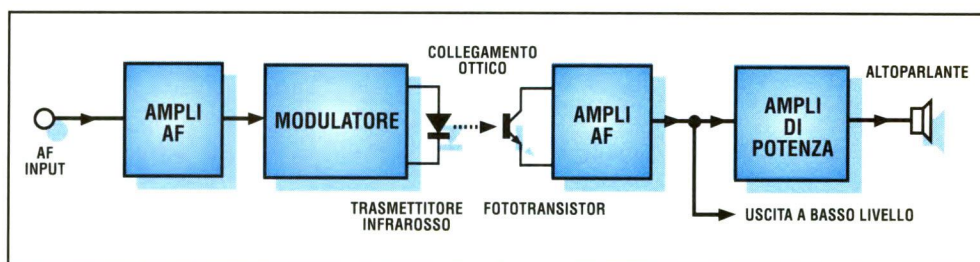 AF
INPUT
AMPLI
AF
MODULATORE
TRASMETTITORE
INFRAROSSO
COLLEGAMENTO
OTTICO
FOTOTRANSISTOR
AMPLI
AF
USCITA A BASSO LIVELLO
AMPLI
DI
POTENZA
ALTOPARLANTE